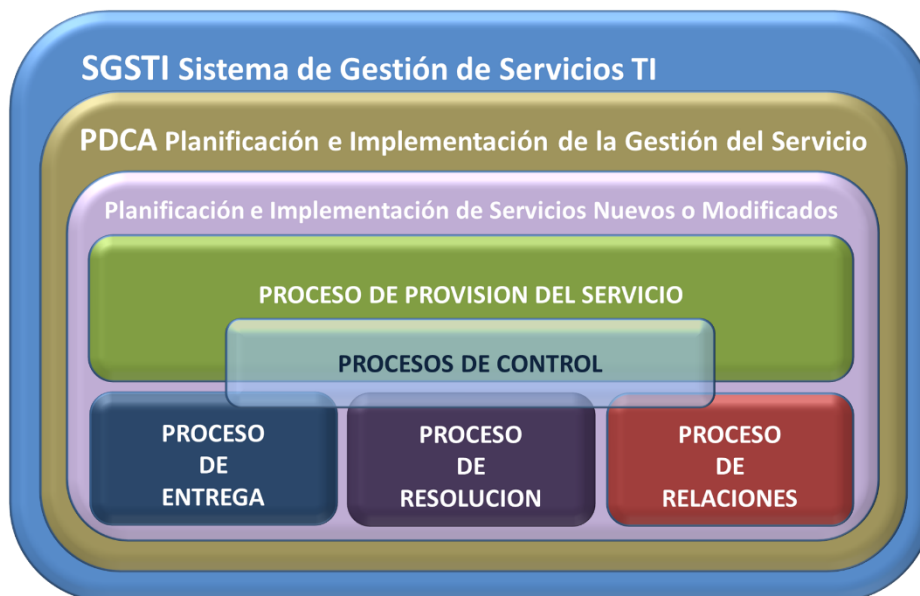 SGSTI Sistema de Gestión de Servicios TI
PDCA Planificación e Implementación de la Gestión del Servicio
Planificación e Implementación de Servicios Nuevos o Modificados
PROCESO DE PROVISION DEL SERVICIO
PROCESOS DE CONTROL
PROCESO
DE
ENTREGA
PROCESO
DE
RESOLUCION
PROCESO
DE
RELACIONES